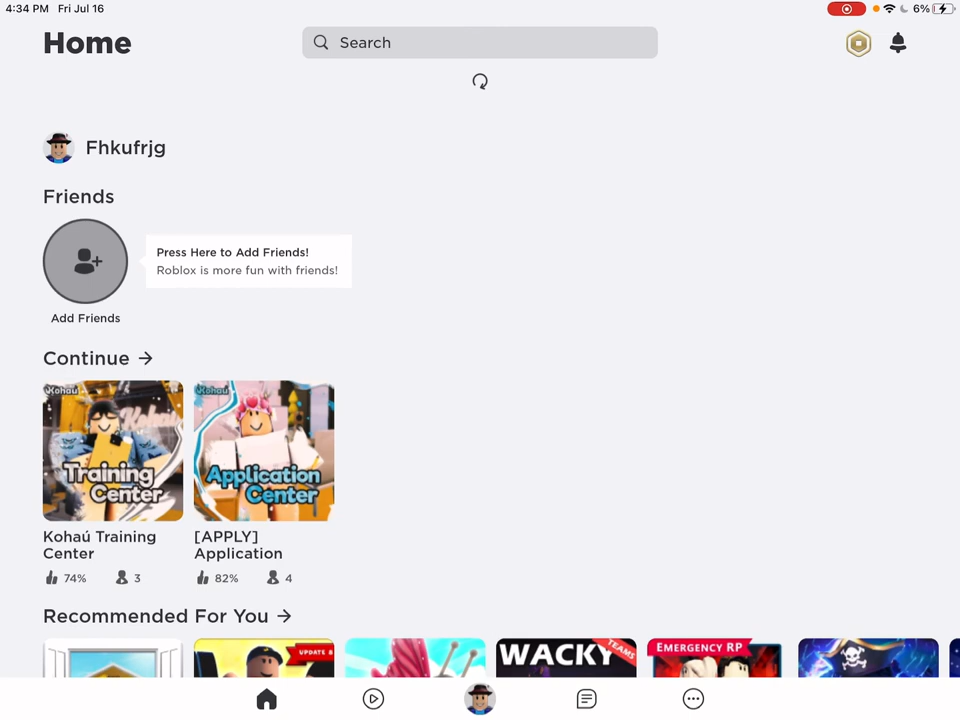 4:34 PM Fri Jul 16
6%
Home
Search
Fhkufrjg
Friends
Press Here to Add Friends!
Roblox is more fun with friends!
Add Friends
Continue →
Kohaú
Training
Center
Kohaú
Application
Center
Kohaú Training
Center
74% 3
[APPLY]
Application
82% 4
Recommended For You →
UPDATE 8
WACKY
TEAMS
EMERGENCY RP